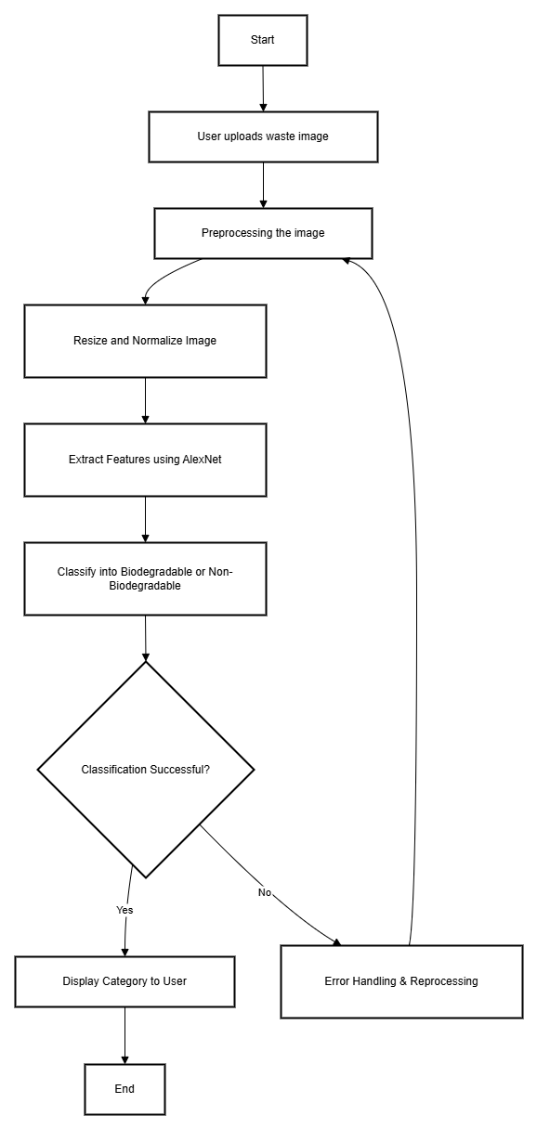 Start
User uploads waste image
Preprocessing the image
Resize and Normalize Image
Extract Features using AlexNet
Classify into Biodegradable or Non-
Biodegradable
Classification Successful?
No
Yes
Display Category to User
Error Handling & Reprocessing
End